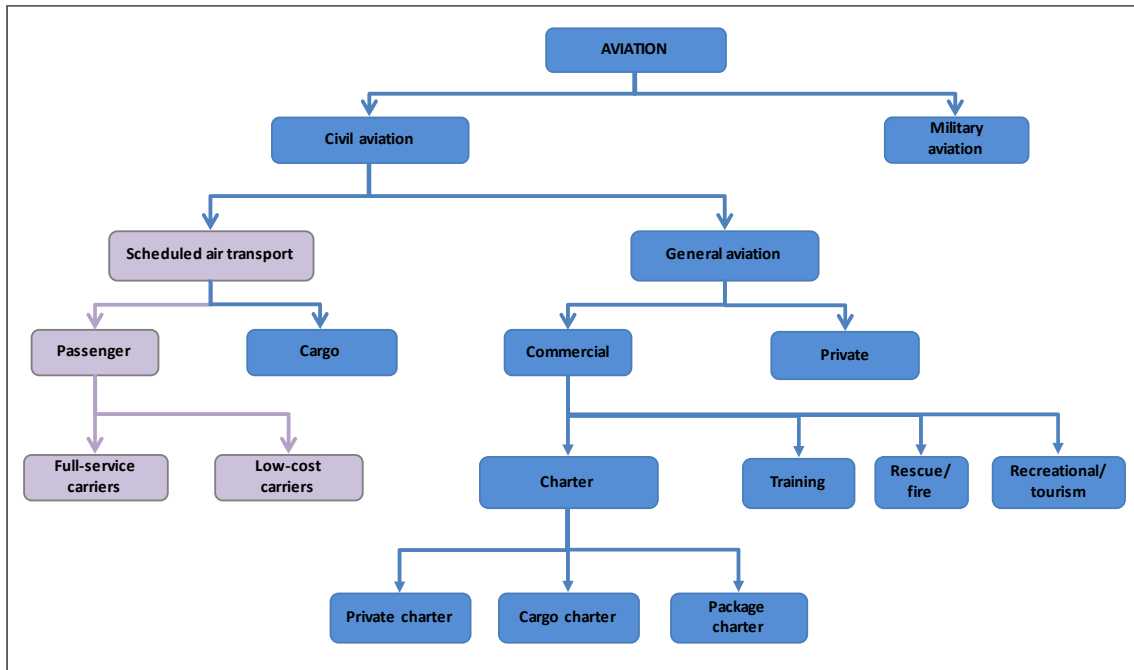 AVIATION
Civil aviation
Military
aviation
Scheduled air transport
General aviation
Passenger
Cargo
Commercial
Private
Full-service
carriers
Low-cost
carriers
Charter
Training
Rescue/
fire
Recreational/
tourism
Private charter
Cargo charter
Package
charter